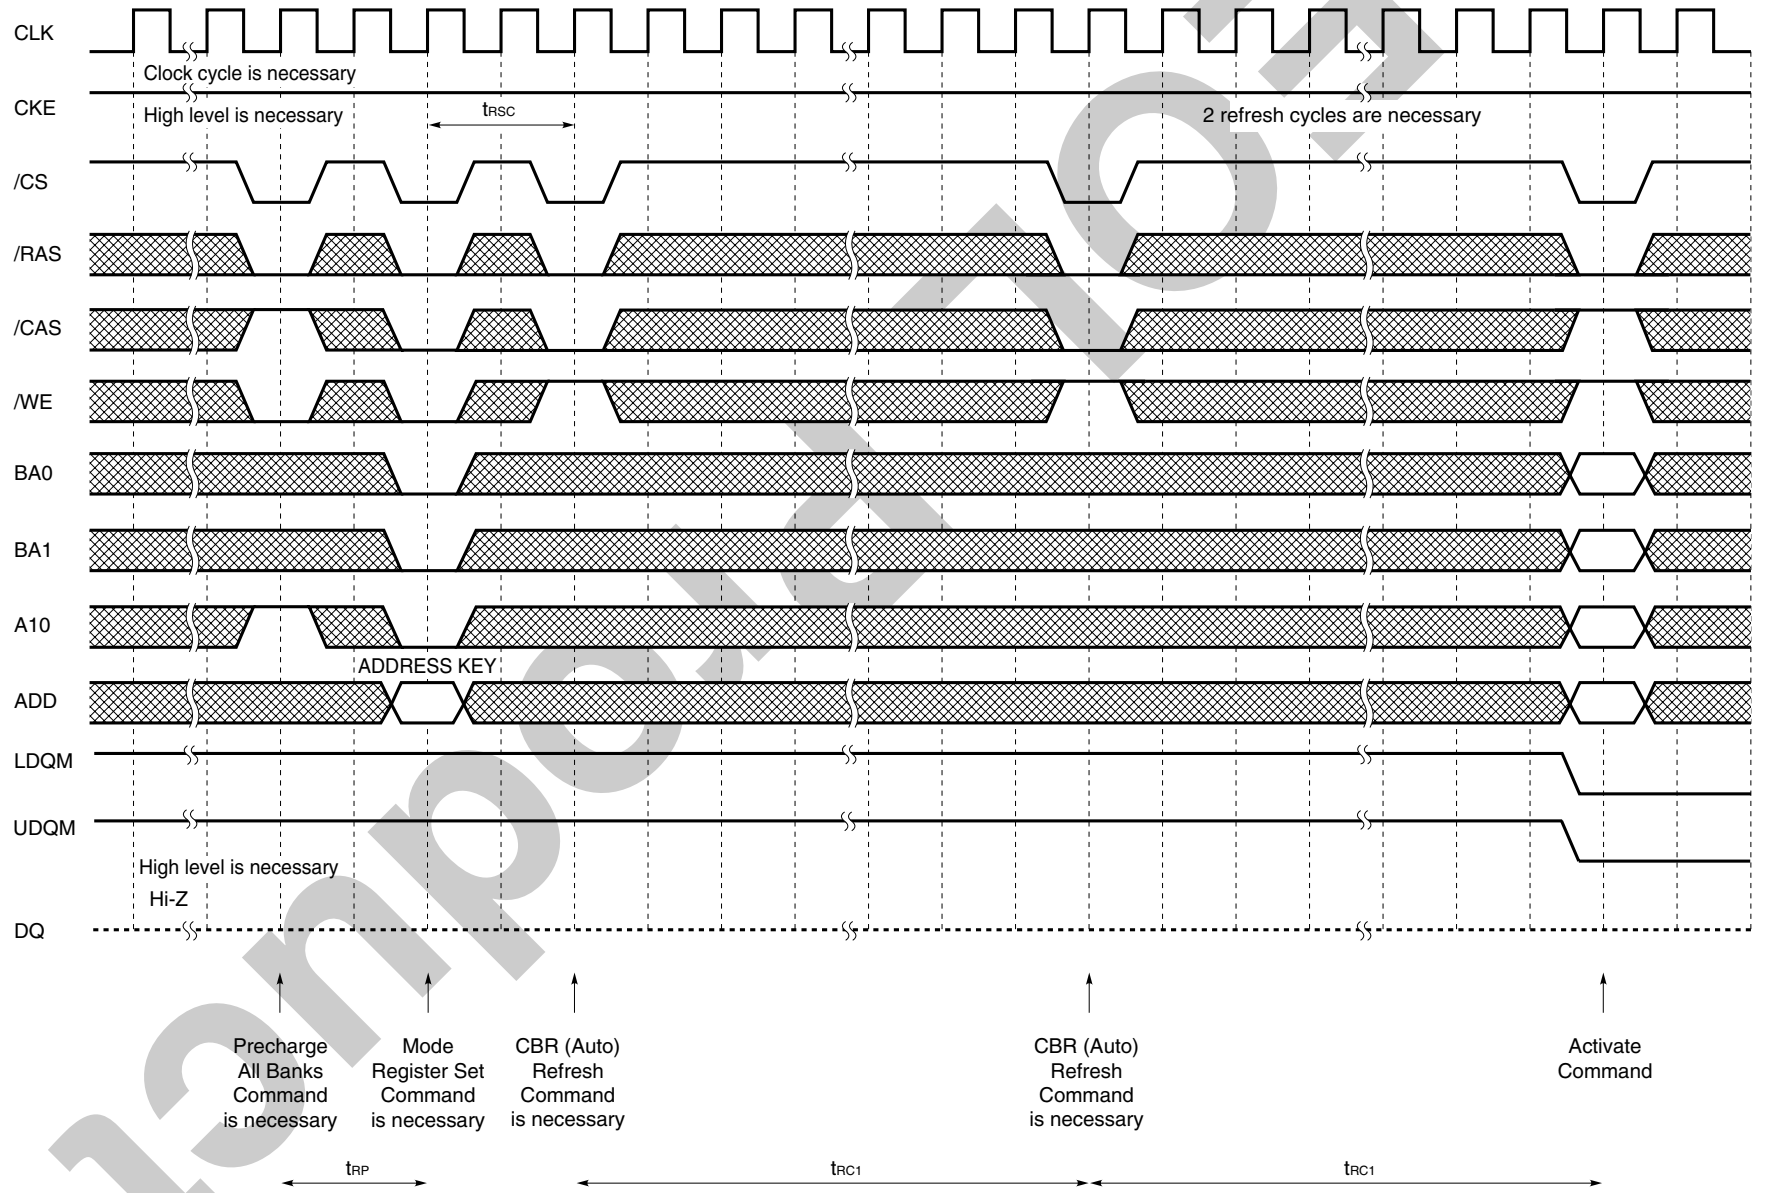 CLK
Clock cycle is necessary
CKE
High level is necessary
tRSC
2 refresh cycles are necessary
/CS
/RAS
/CAS
/WE
BA0
BA1
A10
ADDRESS KEY
ADD
LDQM
UDQM
High level is necessary
Hi-Z
DQ
Precharge
All Banks
Command
is necessary
Mode
Register Set
Command
is necessary
CBR (Auto)
Refresh
Command
is necessary
CBR (Auto)
Refresh
Command
is necessary
Activate
Command
tRP
tRC1
tRC1
EOL Product